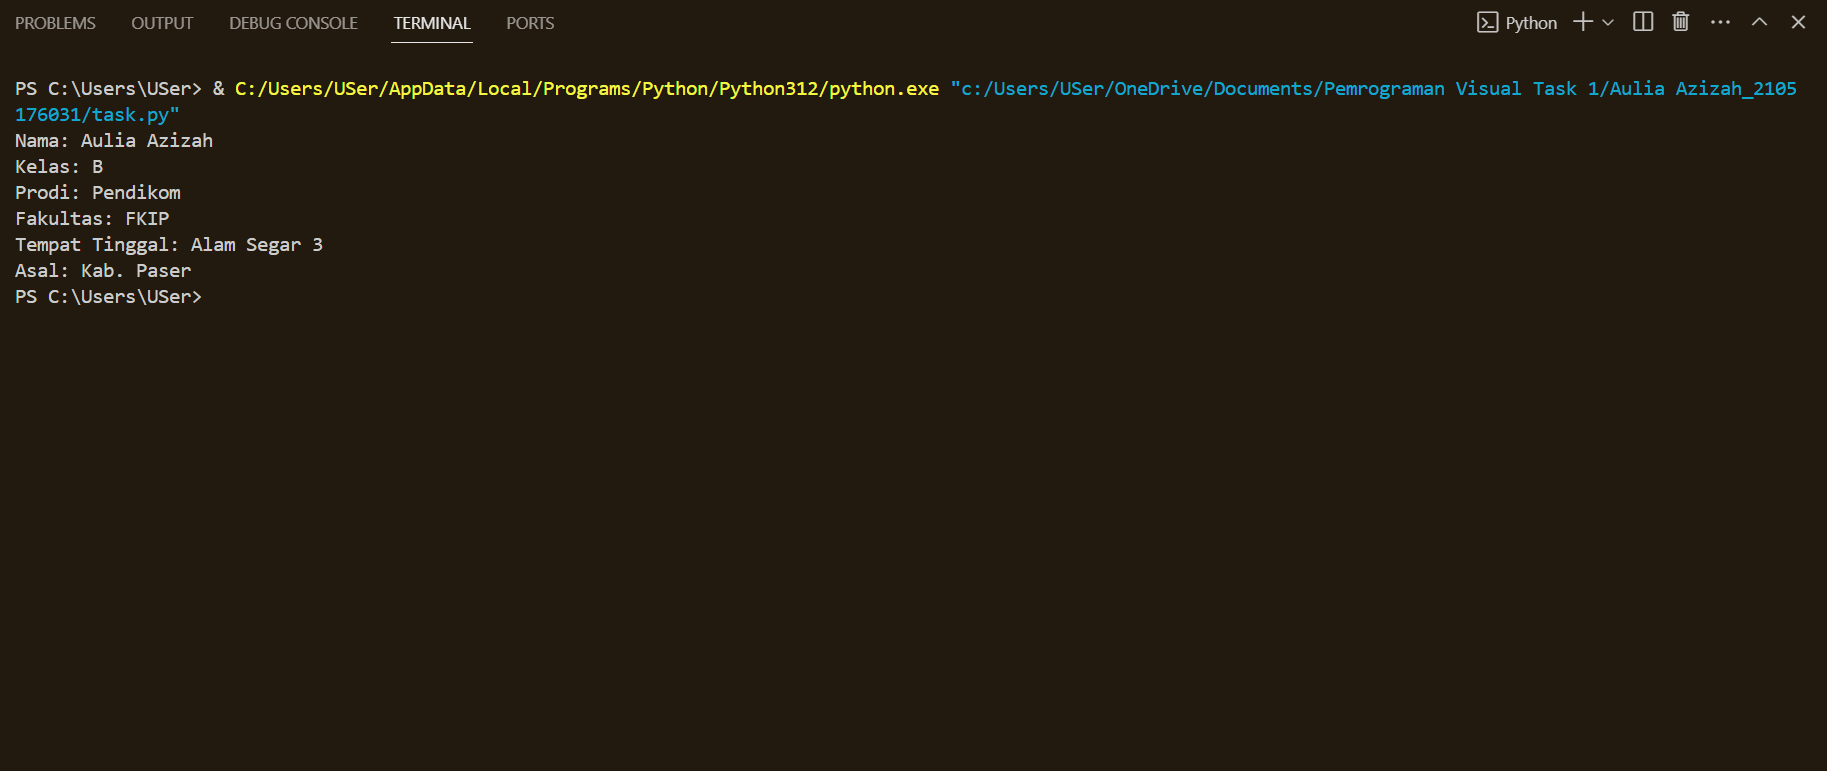 PROBLEMS OUTPUT DEBUG CONSOLE TERMINAL PORTS Python
PS C:\Users\USer> & C:/Users/USer/AppData/Local/Programs/Python/Python312/python.exe "c:/Users/USer/OneDrive/Documents/Pemrograman Visual Task 1/Aulia Azizah_2105
176031/task.py"
Nama: Aulia Azizah
Kelas: B
Prodi: Pendikom
Fakultas: FKIP
Tempat Tinggal: Alam Segar 3
Asal: Kab. Paser
PS C:\Users\USer>